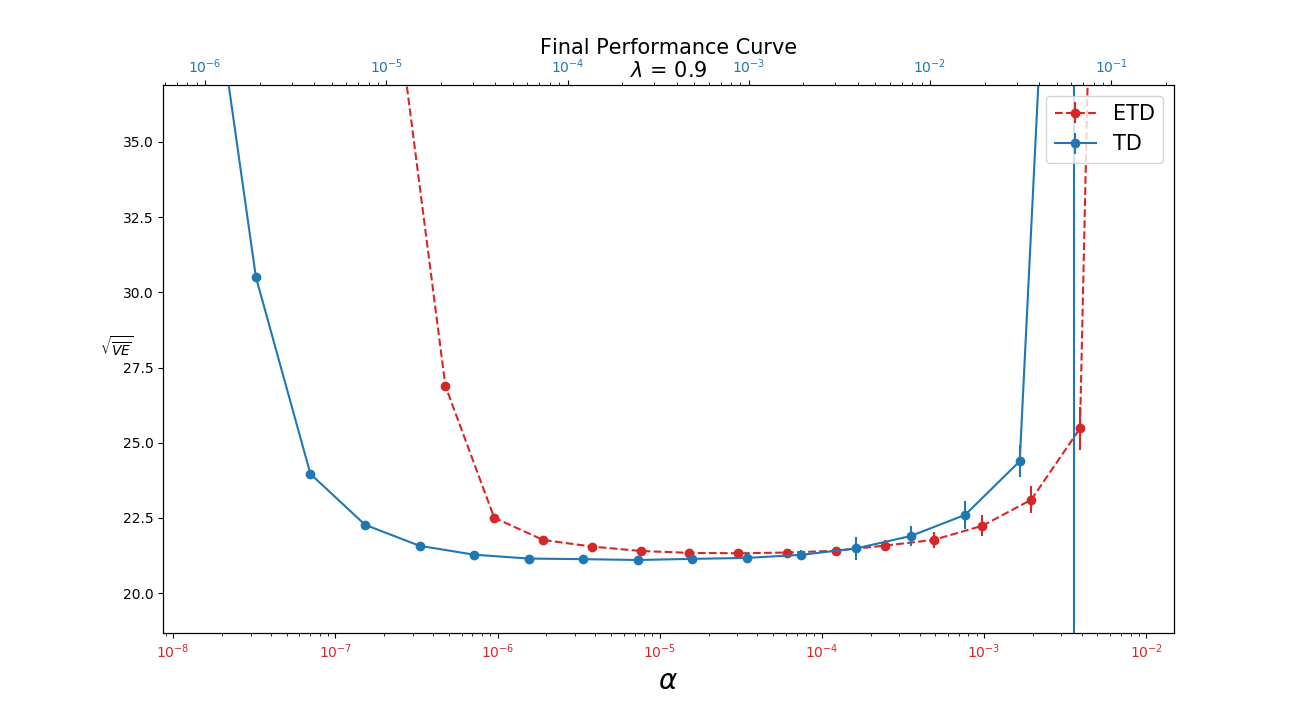 Final Performance Curve
λ = 0.9
10⁻⁶ 10⁻⁵ 10⁻⁴ 10⁻³ 10⁻² 10⁻¹
ETD
TD
35.0
32.5
30.0
√VE
27.5
25.0
22.5
20.0
10⁻⁸ 10⁻⁷ 10⁻⁶ 10⁻⁵ 10⁻⁴ 10⁻³ 10⁻²
α